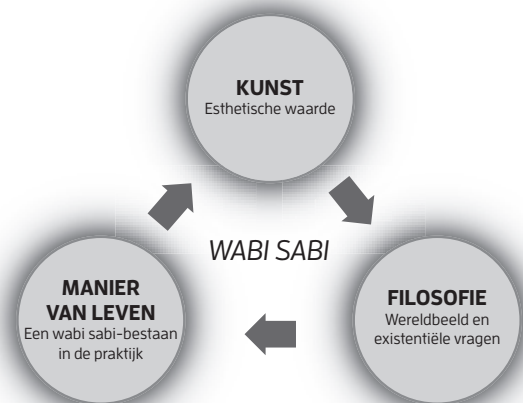 KUNST
Esthetische waarde
WABI SABI
MANIER
VAN LEVEN
Een wabi sabi-bestaan
in de praktijk
FILOSOFIE
Wereldbeeld en
existentiële vragen